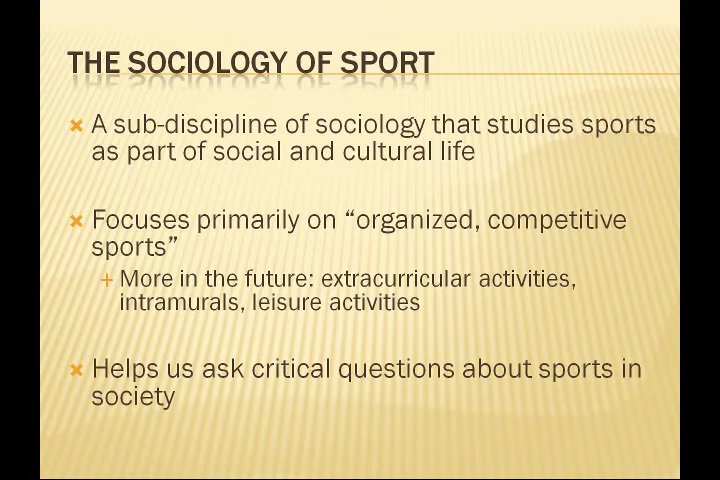 THE SOCIOLOGY OF SPORT
A sub-discipline of sociology that studies sports
as part of social and cultural life
Focuses primarily on “organized, competitive
sports”
More in the future: extracurricular activities,
intramurals, leisure activities
Helps us ask critical questions about sports in
society